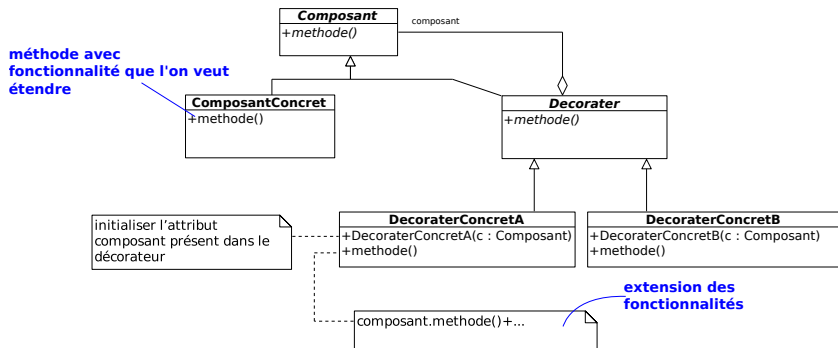 Composant
+methode()
composant
méthode avec
fonctionnalité que l'on veut
étendre
ComposantConcret
+methode()
Decorater
+methode()
initialiser l'attribut
composant présent dans le
décorateur
DecoraterConcretA
+DecoraterConcretA(c : Composant)
+methode()
DecoraterConcretB
+DecoraterConcretB(c : Composant)
+methode()
extension des
fonctionnalités
composant.methode()+...